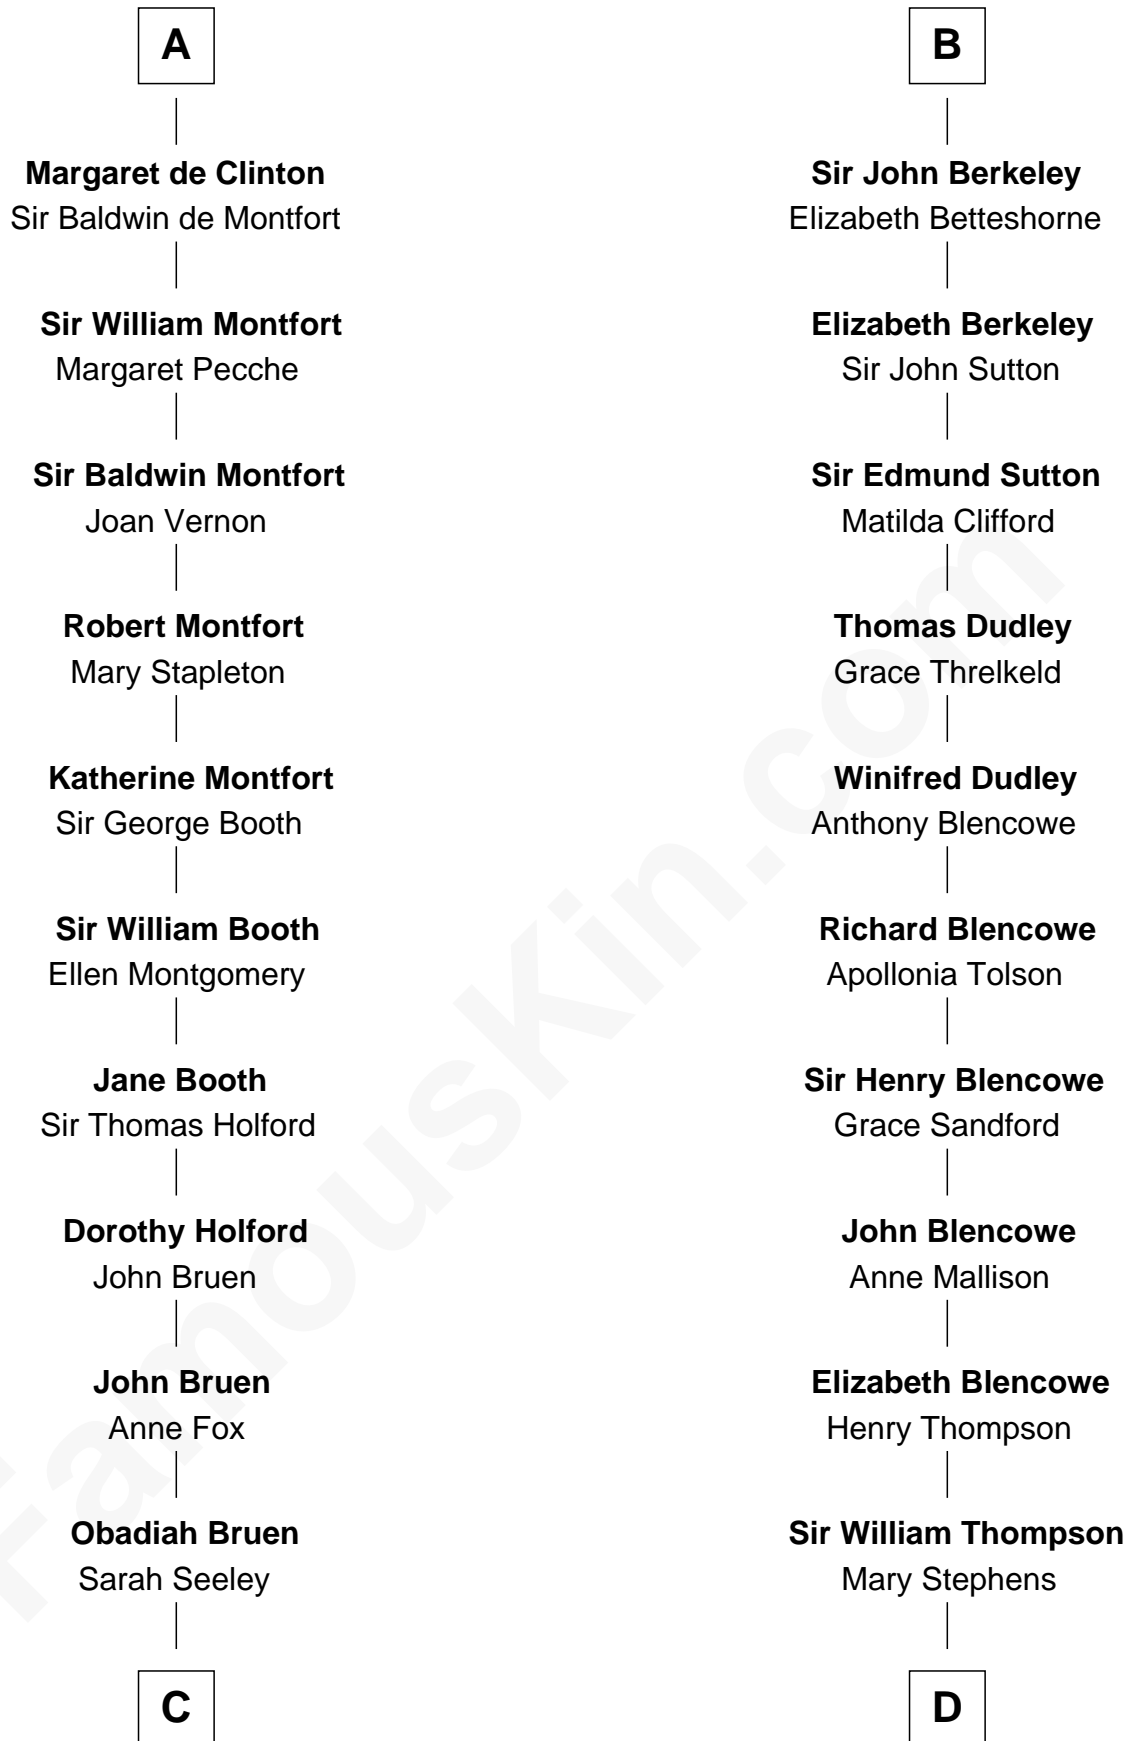 A
Margaret de Clinton
Sir Baldwin de Montfort
Sir William Montfort
Margaret Pecche
Sir Baldwin Montfort
Joan Vernon
Robert Montfort
Mary Stapleton
Katherine Montfort
Sir George Booth
Sir William Booth
Ellen Montgomery
Jane Booth
Sir Thomas Holford
Dorothy Holford
John Bruen
John Bruen
Anne Fox
Obadiah Bruen
Sarah Seeley
C
B
Sir John Berkeley
Elizabeth Betteshorne
Elizabeth Berkeley
Sir John Sutton
Sir Edmund Sutton
Matilda Clifford
Thomas Dudley
Grace Threlkeld
Winifred Dudley
Anthony Blencowe
Richard Blencowe
Apollonia Tolson
Sir Henry Blencowe
Grace Sandford
John Blencowe
Anne Mallison
Elizabeth Blencowe
Henry Thompson
Sir William Thompson
Mary Stephens
D
FamousKin.com